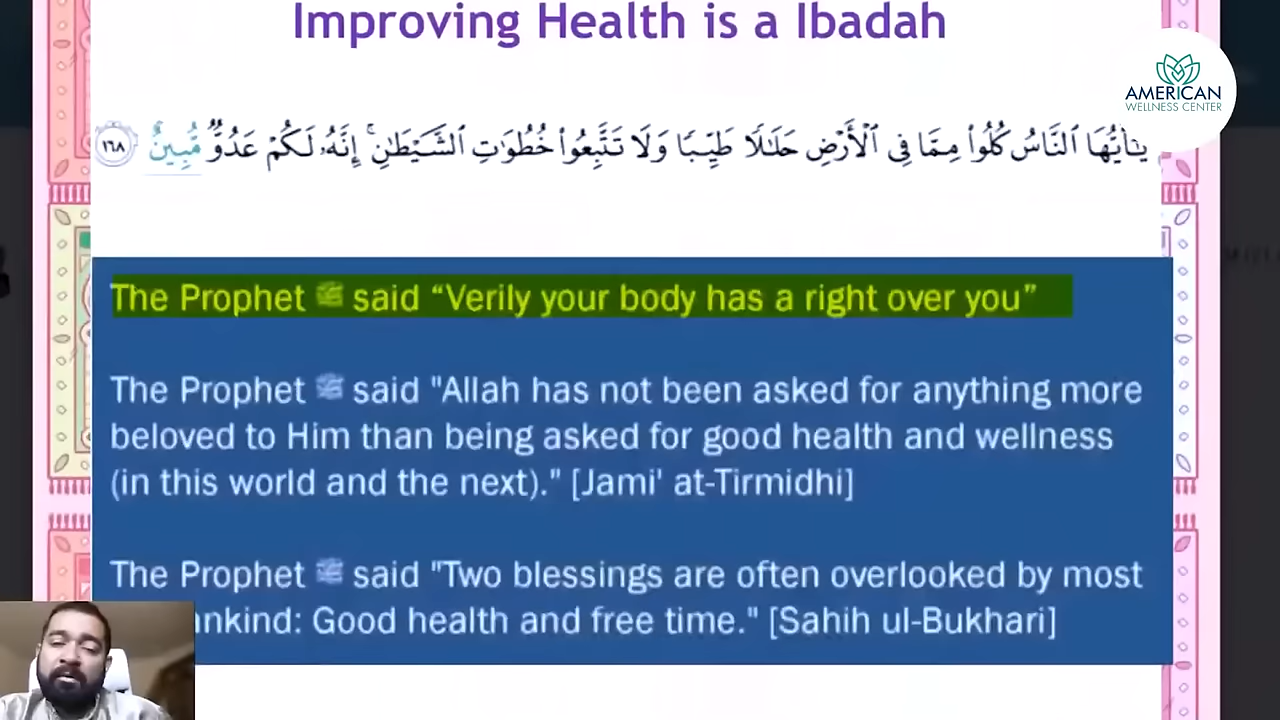 Improving Health is a Ibadah
AMERICAN
WELLNESS CENTER
يَـٰٓأَيُّهَا ٱلنَّاسُ كُلُوا۟ مِمَّا فِى ٱلْأَرْضِ حَلَـٰلًا طَيِّبًا وَلَا تَتَّبِعُوا۟ خُطُوَٰتِ ٱلشَّيْطَـٰنِ ۚ إِنَّهُۥ لَكُمْ عَدُوٌّ مُّبِينٌ ١٦٨
The Prophet ﷺ said “Verily your body has a right over you”
The Prophet ﷺ said "Allah has not been asked for anything more
beloved to Him than being asked for good health and wellness
(in this world and the next)." [Jami' at-Tirmidhi]
The Prophet ﷺ said "Two blessings are often overlooked by most
ankind: Good health and free time." [Sahih ul-Bukhari]